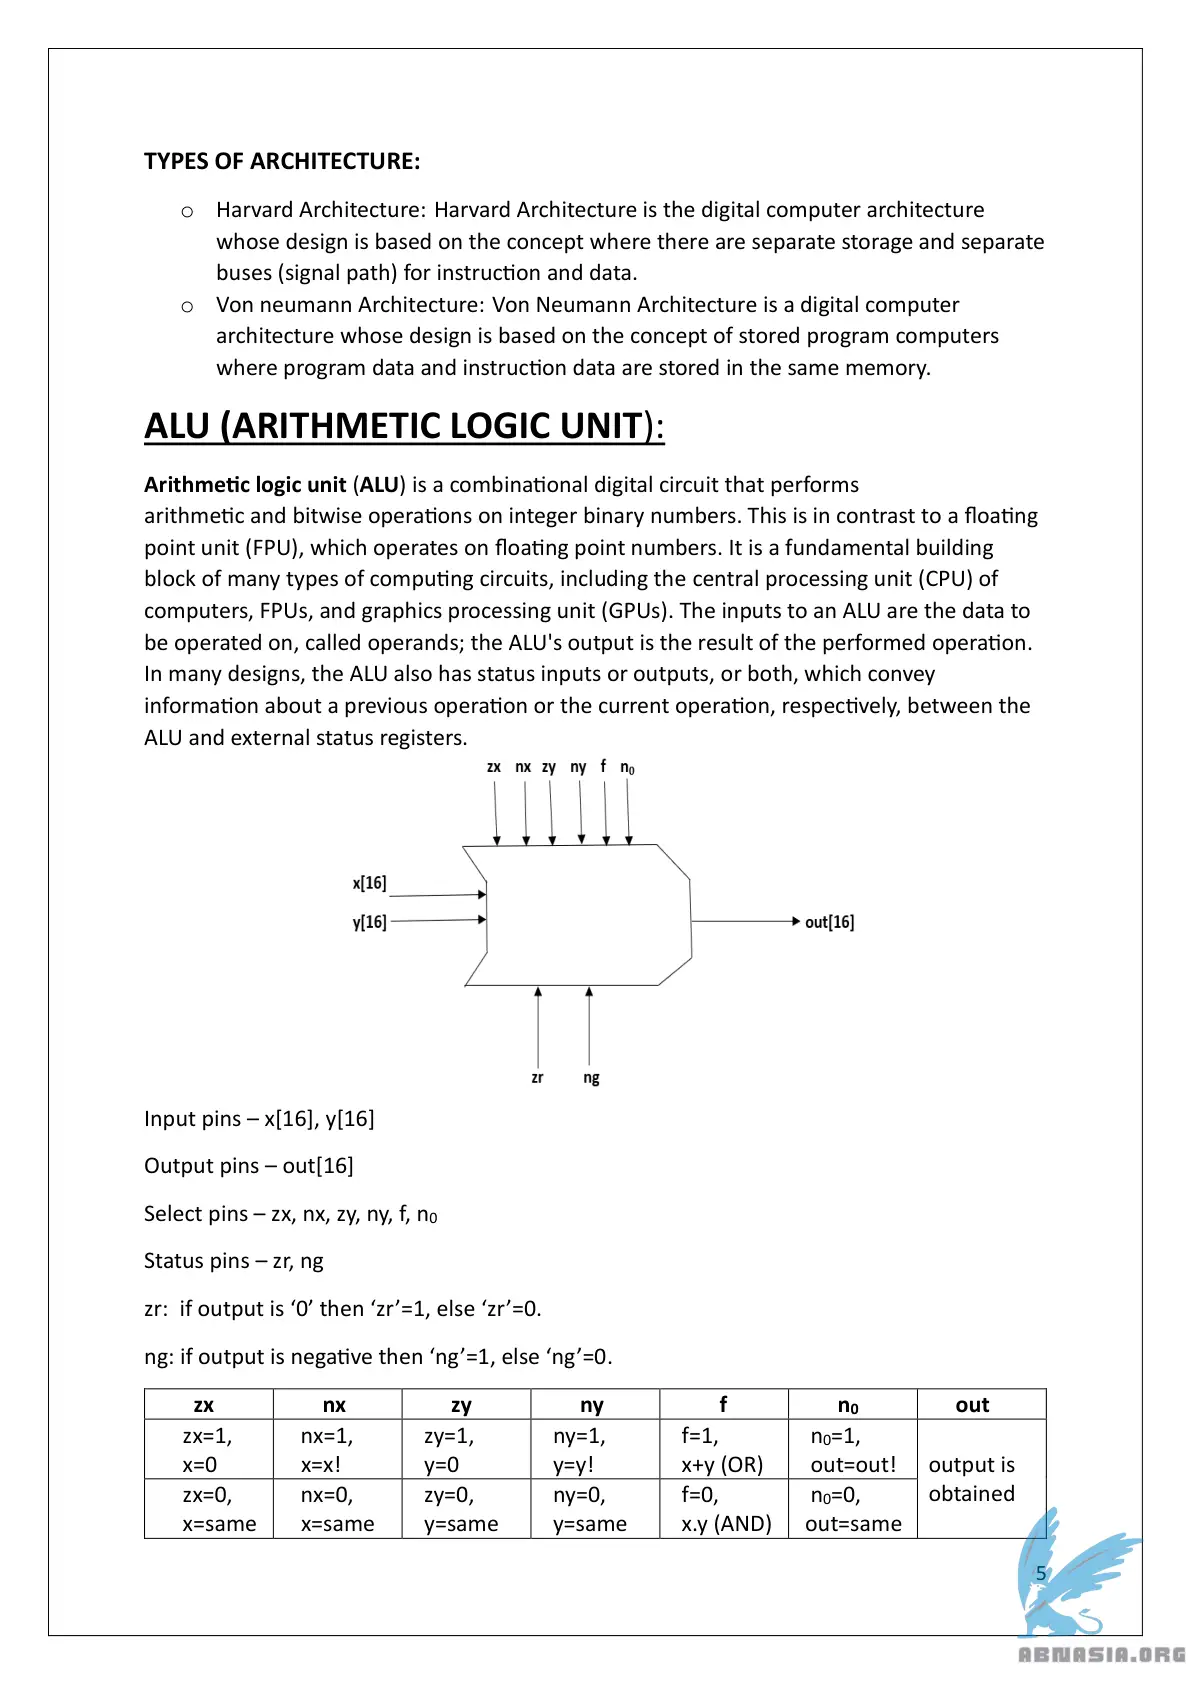 TYPES OF ARCHITECTURE:
o Harvard Architecture: Harvard Architecture is the digital computer architecture
whose design is based on the concept where there are separate storage and separate
buses (signal path) for instruction and data.
o Von neumann Architecture: Von Neumann Architecture is a digital computer
architecture whose design is based on the concept of stored program computers
where program data and instruction data are stored in the same memory.
ALU (ARITHMETIC LOGIC UNIT):
Arithmetic logic unit (ALU) is a combinational digital circuit that performs
arithmetic and bitwise operations on integer binary numbers. This is in contrast to a floating
point unit (FPU), which operates on floating point numbers. It is a fundamental building
block of many types of computing circuits, including the central processing unit (CPU) of
computers, FPUs, and graphics processing unit (GPUs). The inputs to an ALU are the data to
be operated on, called operands; the ALU's output is the result of the performed operation.
In many designs, the ALU also has status inputs or outputs, or both, which convey
information about a previous operation or the current operation, respectively, between the
ALU and external status registers.
zx nx zy ny f n₀
x[16]
y[16]
out[16]
zr ng
Input pins – x[16], y[16]
Output pins – out[16]
Select pins – zx, nx, zy, ny, f, n₀
Status pins – zr, ng
zr: if output is ‘0’ then ‘zr’=1, else ‘zr’=0.
ng: if output is negative then ‘ng’=1, else ‘ng’=0.
zx nx zy ny f n₀ out
zx=1, nx=1, zy=1, ny=1, f=1, n₀=1,
x=0 x=x! y=0 y=y! x+y (OR) out=out! output is
zx=0, nx=0, zy=0, ny=0, f=0, n₀=0, obtained
x=same x=same y=same y=same x.y (AND) out=same
5
ABNASIA.ORG